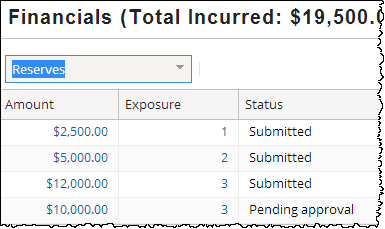 Financials (Total Incurred: $19,500.0
Reserves
Amount Exposure Status
$2,500.00 1 Submitted
$5,000.00 2 Submitted
$12,000.00 3 Submitted
$10,000.00 3 Pending approval